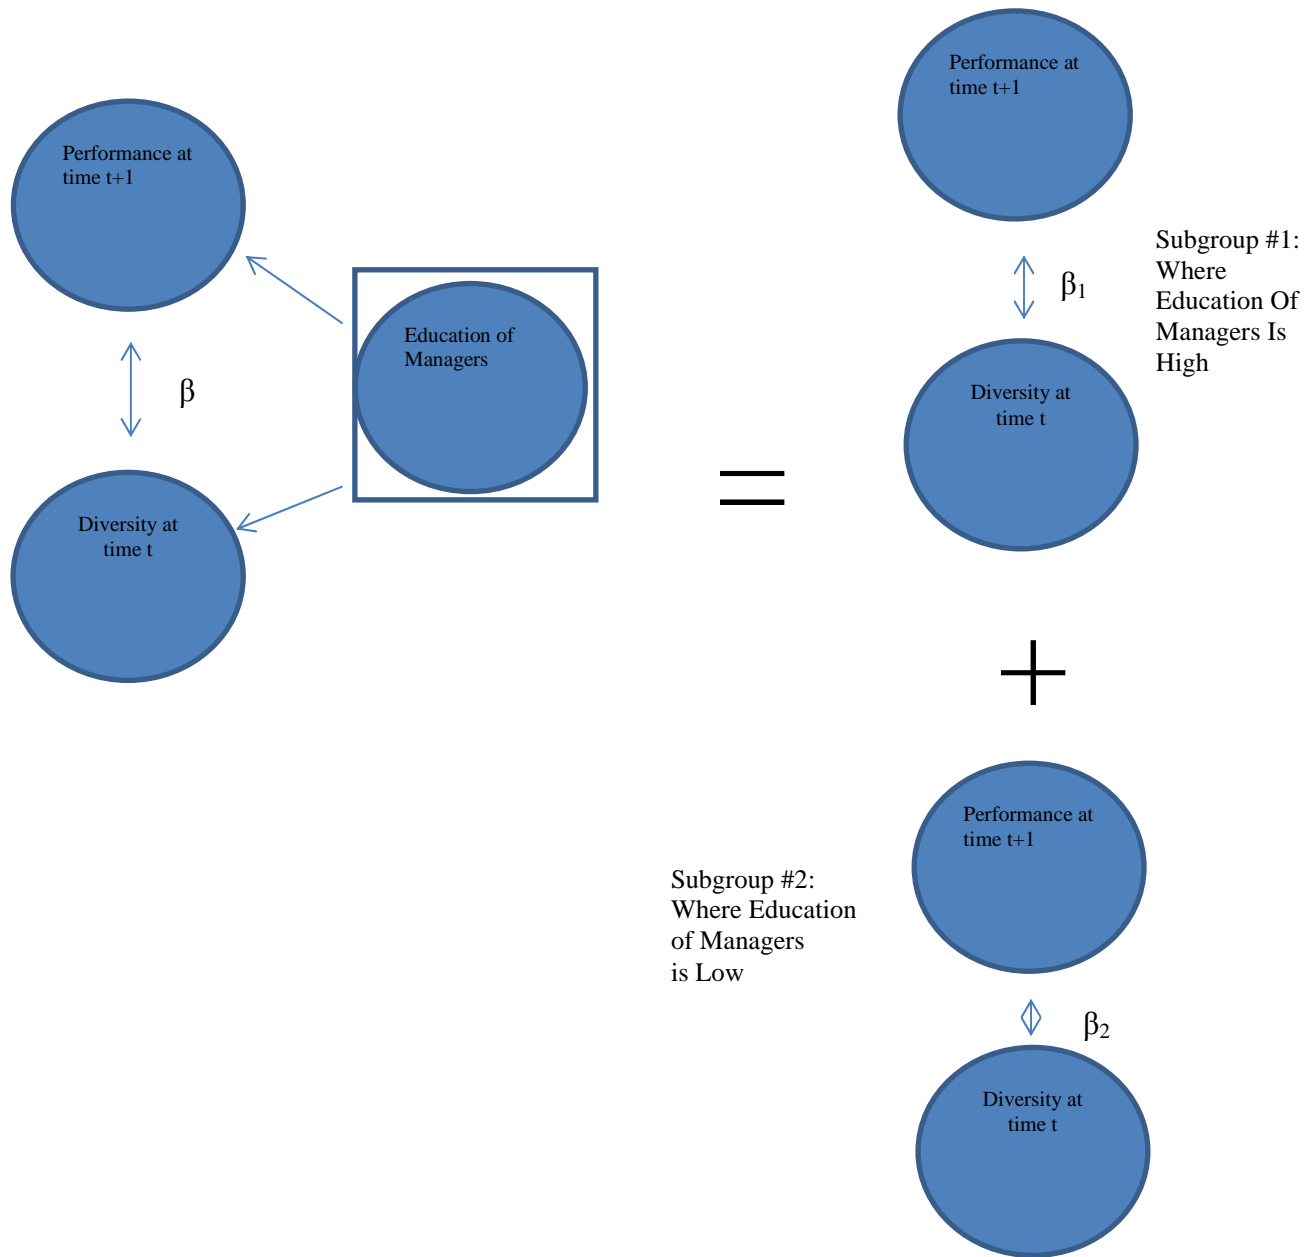 Performance at
time t+1
Education of
Managers
β
Diversity at
time t
=
Performance at
time t+1
β₁
Subgroup #1:
Where
Education Of
Managers Is
High
Diversity at
time t
+
Performance at
time t+1
Subgroup #2:
Where Education
of Managers
is Low
β₂
Diversity at
time t